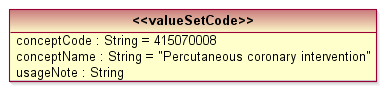 <<valueSetCode>>
conceptCode : String = 415070008
conceptName : String = "Percutaneous coronary intervention"
usageNote : String